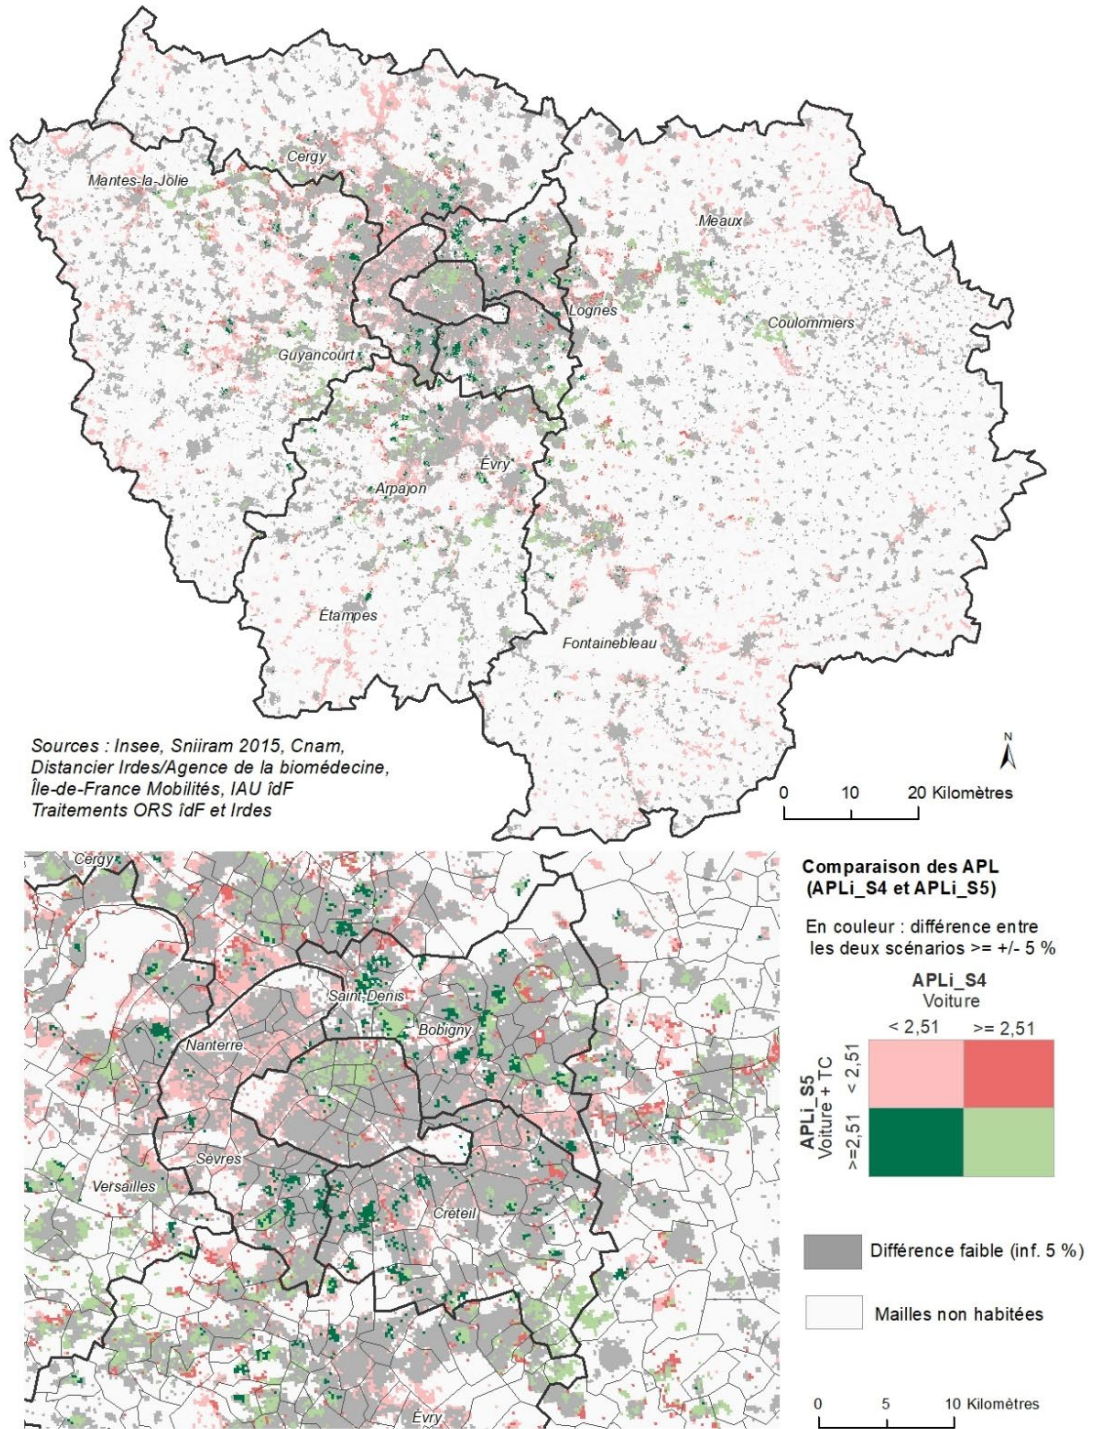 Cergy
Mantes-la-Jolie
Meaux
Lognes
Coulommiers
Guyancourt
Évry
Arpajon
Étampes
Fontainebleau
Sources : Insee, Sniiram 2015, Cnam,
Distancier Irdes/Agence de la biomédecine,
Île-de-France Mobilités, IAU îdF
Traitements ORS îdF et Irdes
N
0 10 20 Kilomètres
Cergy
Saint-Denis
Bobigny
Nanterre
Sèvres
Versailles
Créteil
Évry
Comparaison des APL
(APLi_S4 et APLi_S5)
En couleur : différence entre
les deux scénarios >= +/- 5 %
APLi_S4
Voiture
< 2,51 >= 2,51
APLi_S5
Voiture + TC
>=2,51 < 2,51
Différence faible (inf. 5 %)
Mailles non habitées
0 5 10 Kilomètres